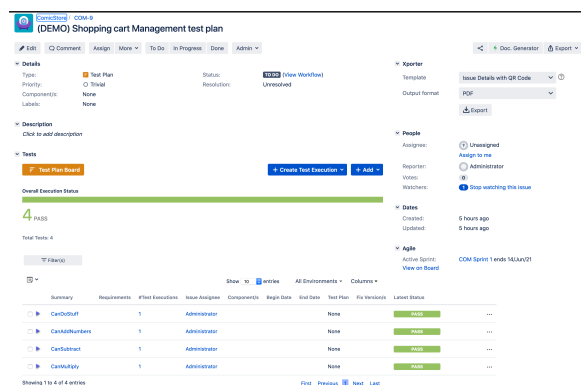 ComicStore / COM-9
(DEMO) Shopping cart Management test plan
Edit Comment Assign More To Do In Progress Done Admin Doc. Generator Export
Details
Type: Test Plan Status: TO DO (View Workflow)
Priority: Trivial Resolution: Unresolved
Component/s: None
Labels: None
Description
Click to add description
Tests
Test Plan Board + Create Test Execution + Add
Overall Execution Status
4 PASS
Total Tests: 4
Filter(s)
Show 10 entries All Environments Columns
Summary Requirements #Test Executions Issue Assignee Component/s Begin Date End Date Test Plan Fix Version/s Latest Status
CanDoStuff 1 Administrator None PASS ...
CanAddNumbers 1 Administrator None PASS ...
CanSubtract 1 Administrator None PASS ...
CanMultiply 1 Administrator None PASS ...
Showing 1 to 4 of 4 entries First Previous 1 Next Last
Xporter
Template Issue Details with QR Code
Output format PDF
Export
People
Assignee: Unassigned
Assign to me
Reporter: Administrator
Votes: 0
Watchers: 1 Stop watching this issue
Dates
Created: 5 hours ago
Updated: 5 hours ago
Agile
Active Sprint: COM Sprint 1 ends 14/Jun/21
View on Board